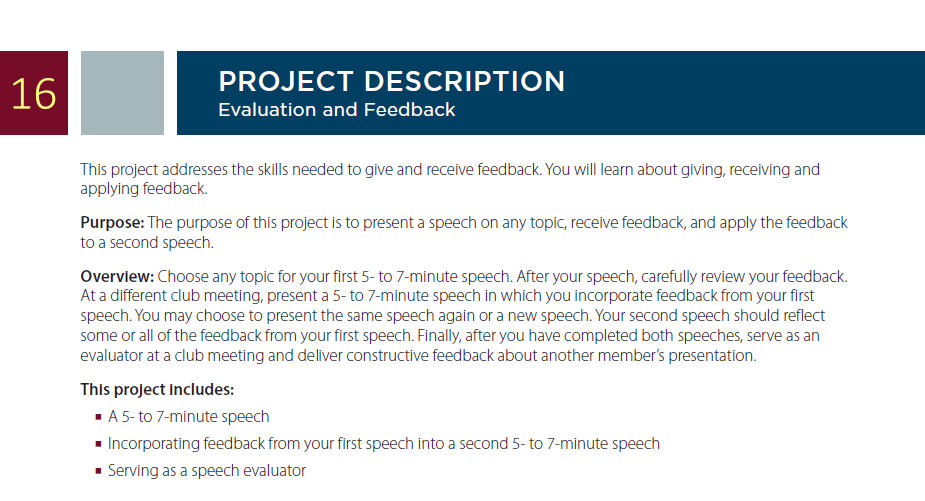 16
PROJECT DESCRIPTION
Evaluation and Feedback
This project addresses the skills needed to give and receive feedback. You will learn about giving, receiving and
applying feedback.
Purpose: The purpose of this project is to present a speech on any topic, receive feedback, and apply the feedback
to a second speech.
Overview: Choose any topic for your first 5- to 7-minute speech. After your speech, carefully review your feedback.
At a different club meeting, present a 5- to 7-minute speech in which you incorporate feedback from your first
speech. You may choose to present the same speech again or a new speech. Your second speech should reflect
some or all of the feedback from your first speech. Finally, after you have completed both speeches, serve as an
evaluator at a club meeting and deliver constructive feedback about another member’s presentation.
This project includes:
▪ A 5- to 7-minute speech
▪ Incorporating feedback from your first speech into a second 5- to 7-minute speech
▪ Serving as a speech evaluator